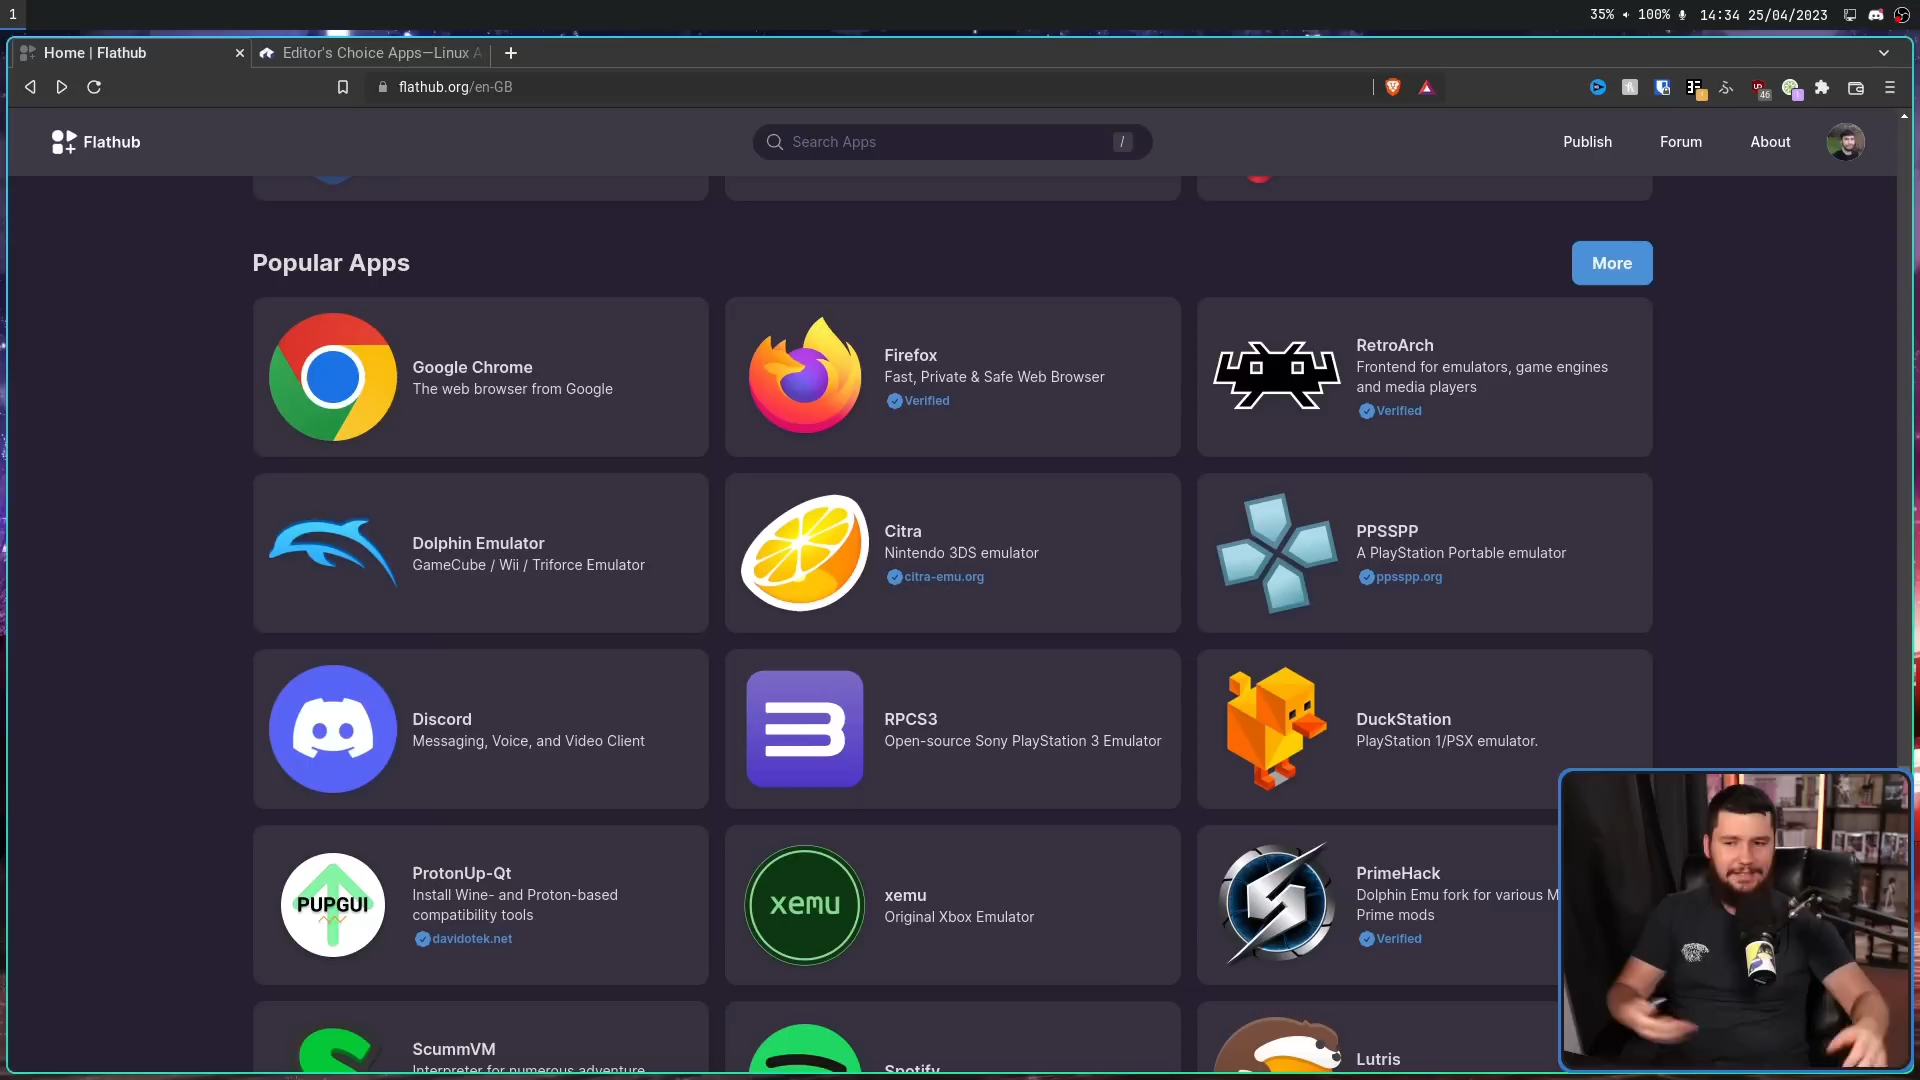 1
35% 100% 14:34 25/04/2023
Home | Flathub
Editor's Choice Apps—Linux A
flathub.org/en-GB
46
1
Flathub
Search Apps
/
Publish
Forum
About
Popular Apps
More
Google Chrome
The web browser from Google
Firefox
Fast, Private & Safe Web Browser
Verified
RetroArch
Frontend for emulators, game engines
and media players
Verified
Dolphin Emulator
GameCube / Wii / Triforce Emulator
Citra
Nintendo 3DS emulator
citra-emu.org
PPSSPP
A PlayStation Portable emulator
ppsspp.org
Discord
Messaging, Voice, and Video Client
RPCS3
Open-source Sony PlayStation 3 Emulator
DuckStation
PlayStation 1/PSX emulator.
PUPGUI
ProtonUp-Qt
Install Wine- and Proton-based
compatibility tools
davidotek.net
xemu
xemu
Original Xbox Emulator
PrimeHack
Dolphin Emu fork for various M
Prime mods
Verified
ScummVM
Interpreter for numerous adventure
Spotify
Lutris